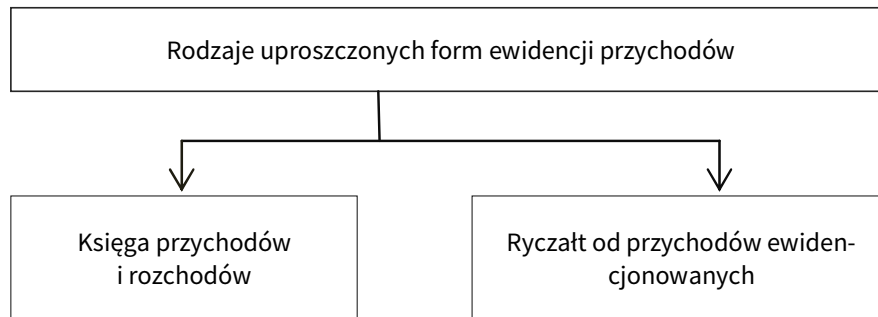 Rodzaje uproszczonych form ewidencji przychodów
Księga przychodów
i rozchodów
Ryczałt od przychodów ewiden-
cjonowanych